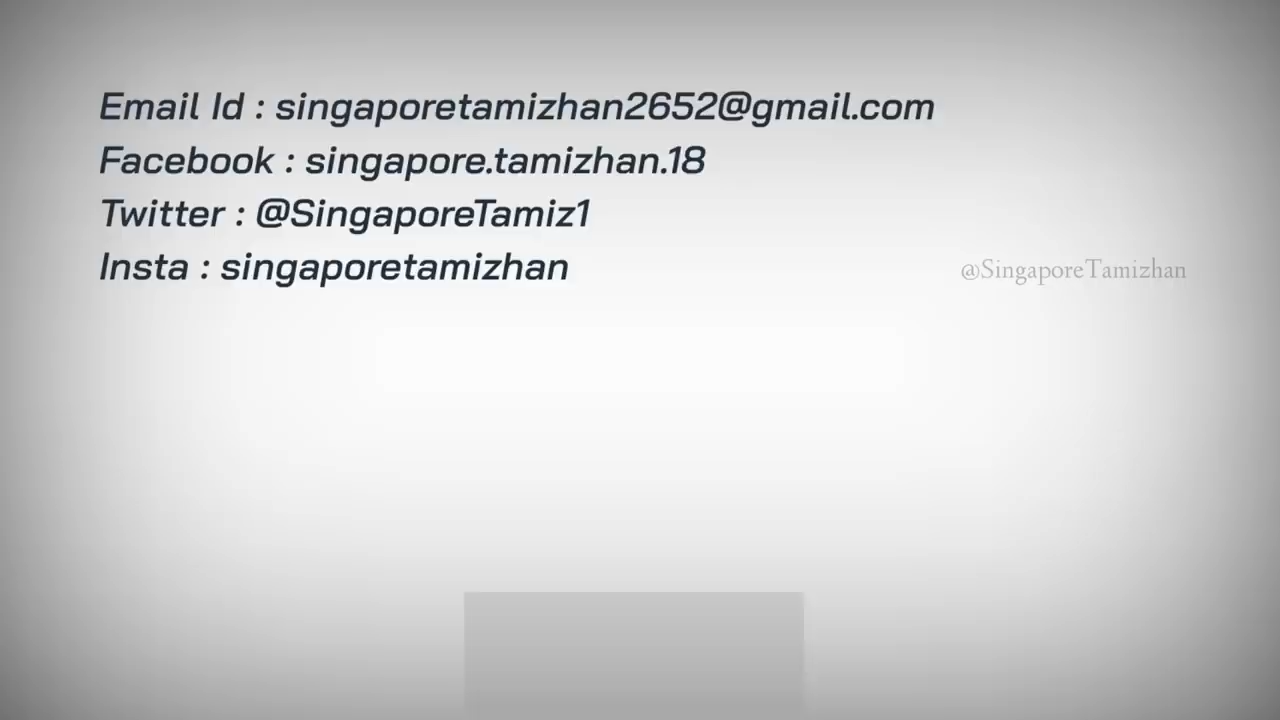 Email Id : singaporetamizhan2652@gmail.com
Facebook : singapore.tamizhan.18
Twitter : @SingaporeTamiz1
Insta : singaporetamizhan
@SingaporeTamizhan